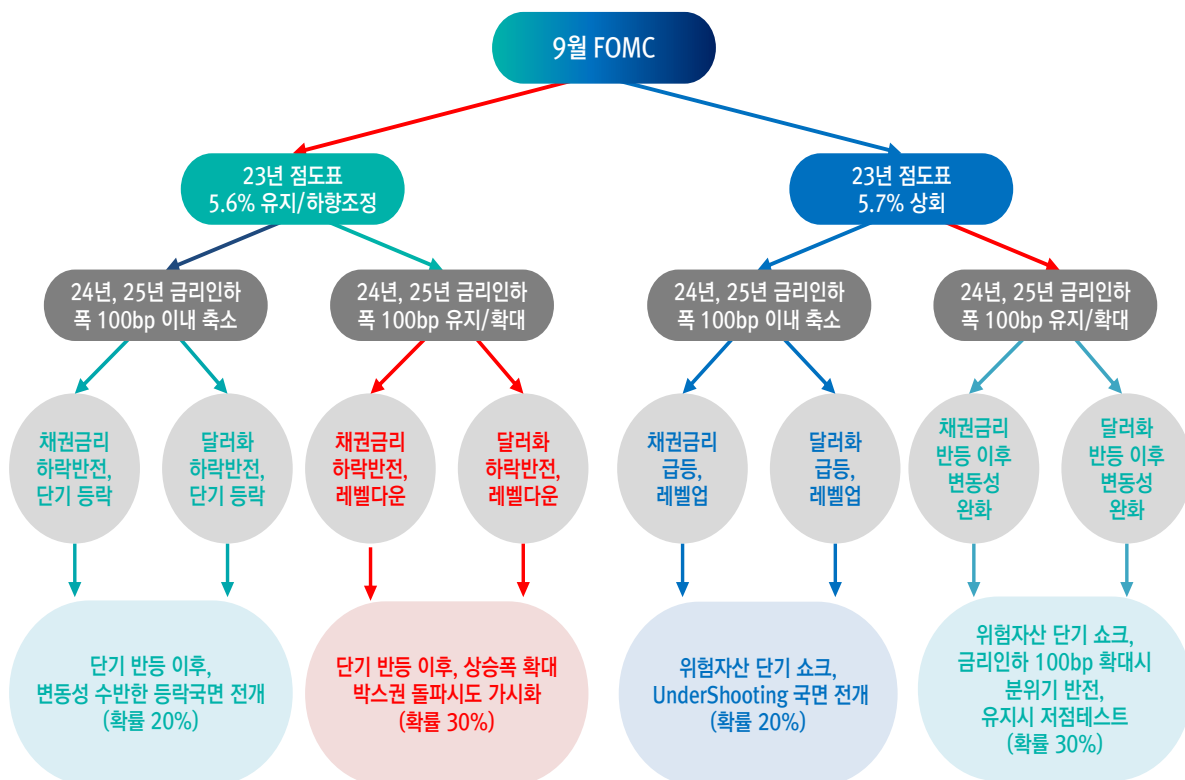 9월 FOMC
23년 점도표
5.6% 유지/하향조정
23년 점도표
5.7% 상회
24년, 25년 금리인하
폭 100bp 이내 축소
24년, 25년 금리인하
폭 100bp 유지/확대
24년, 25년 금리인하
폭 100bp 이내 축소
24년, 25년 금리인하
폭 100bp 유지/확대
채권금리
하락반전,
단기 등락
달러화
하락반전,
단기 등락
채권금리
하락반전,
레벨다운
달러화
하락반전,
레벨다운
채권금리
급등,
레벨업
달러화
급등,
레벨업
채권금리
반등 이후
변동성
완화
달러화
반등 이후
변동성
완화
단기 반등 이후,
변동성 수반한 등락국면 전개
(확률 20%)
단기 반등 이후, 상승폭 확대
박스권 돌파시도 가시화
(확률 30%)
위험자산 단기 쇼크,
UnderShooting 국면 전개
(확률 20%)
위험자산 단기 쇼크,
금리인하 100bp 확대시
분위기 반전,
유지시 저점테스트
(확률 30%)